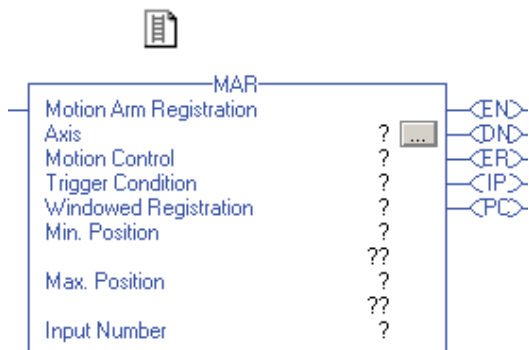 MAR
Motion Arm Registration EN
Axis ? ... DN
Motion Control ? ER
Trigger Condition ? IP
Windowed Registration ? PC
Min. Position ?
??
Max. Position ?
??
Input Number ?